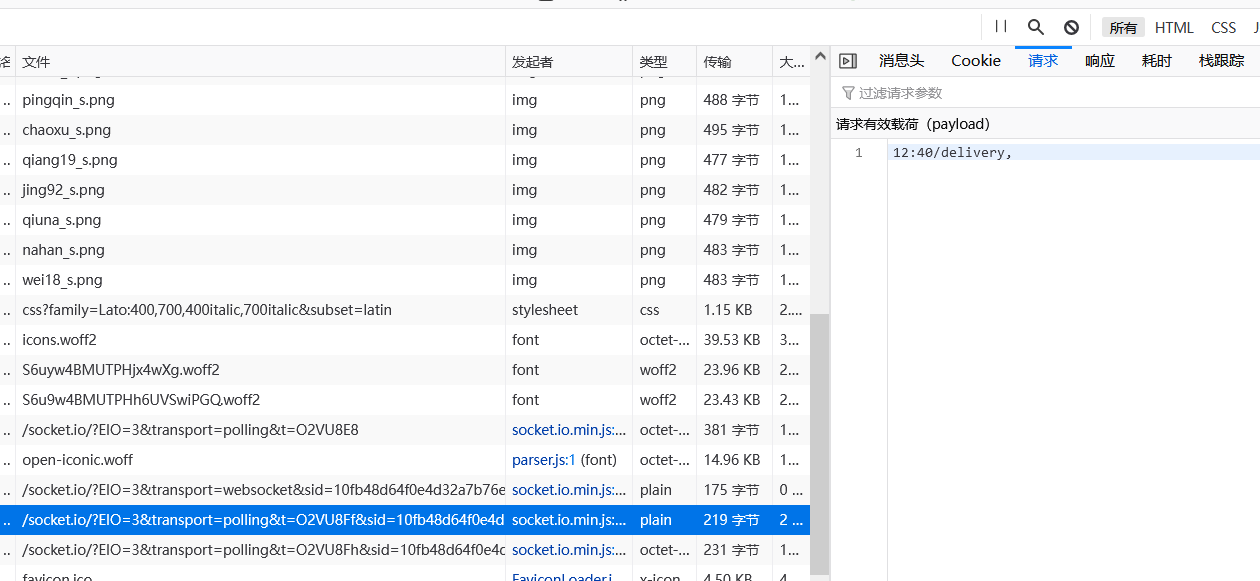 所有 HTML CSS
文件 发起者 类型 传输 大...
消息头 Cookie 请求 响应 耗时 栈跟踪
过滤请求参数
请求有效载荷（payload）
1 12:40/delivery,
.. pingqin_s.png img png 488 字节 1...
.. chaoxu_s.png img png 495 字节 1...
.. qiang19_s.png img png 477 字节 1...
.. jing92_s.png img png 482 字节 1...
.. qiuna_s.png img png 479 字节 1...
.. nahan_s.png img png 483 字节 1...
.. wei18_s.png img png 483 字节 1...
.. css?family=Lato:400,700,400italic,700italic&subset=latin stylesheet css 1.15 KB 2....
.. icons.woff2 font octet-... 39.53 KB 3...
.. S6uyw4BMUTPHjx4wXg.woff2 font woff2 23.96 KB 2...
.. S6u9w4BMUTPHh6UVSwiPGQ.woff2 font woff2 23.43 KB 2...
.. /socket.io/?EIO=3&transport=polling&t=O2VU8E8 socket.io.min.js:... octet-... 381 字节 1...
.. open-iconic.woff parser.js:1 (font) octet-... 14.96 KB 1...
.. /socket.io/?EIO=3&transport=websocket&sid=10fb48d64f0e4d32a7b76e socket.io.min.js:... plain 175 字节 0 ...
.. /socket.io/?EIO=3&transport=polling&t=O2VU8Ff&sid=10fb48d64f0e4d socket.io.min.js:... plain 219 字节 2 ...
.. /socket.io/?EIO=3&transport=polling&t=O2VU8Fh&sid=10fb48d64f0e4d socket.io.min.js:... octet-... 231 字节 1...
favicon.ico FaviconLoader.j x-icon 4.50 KB 4